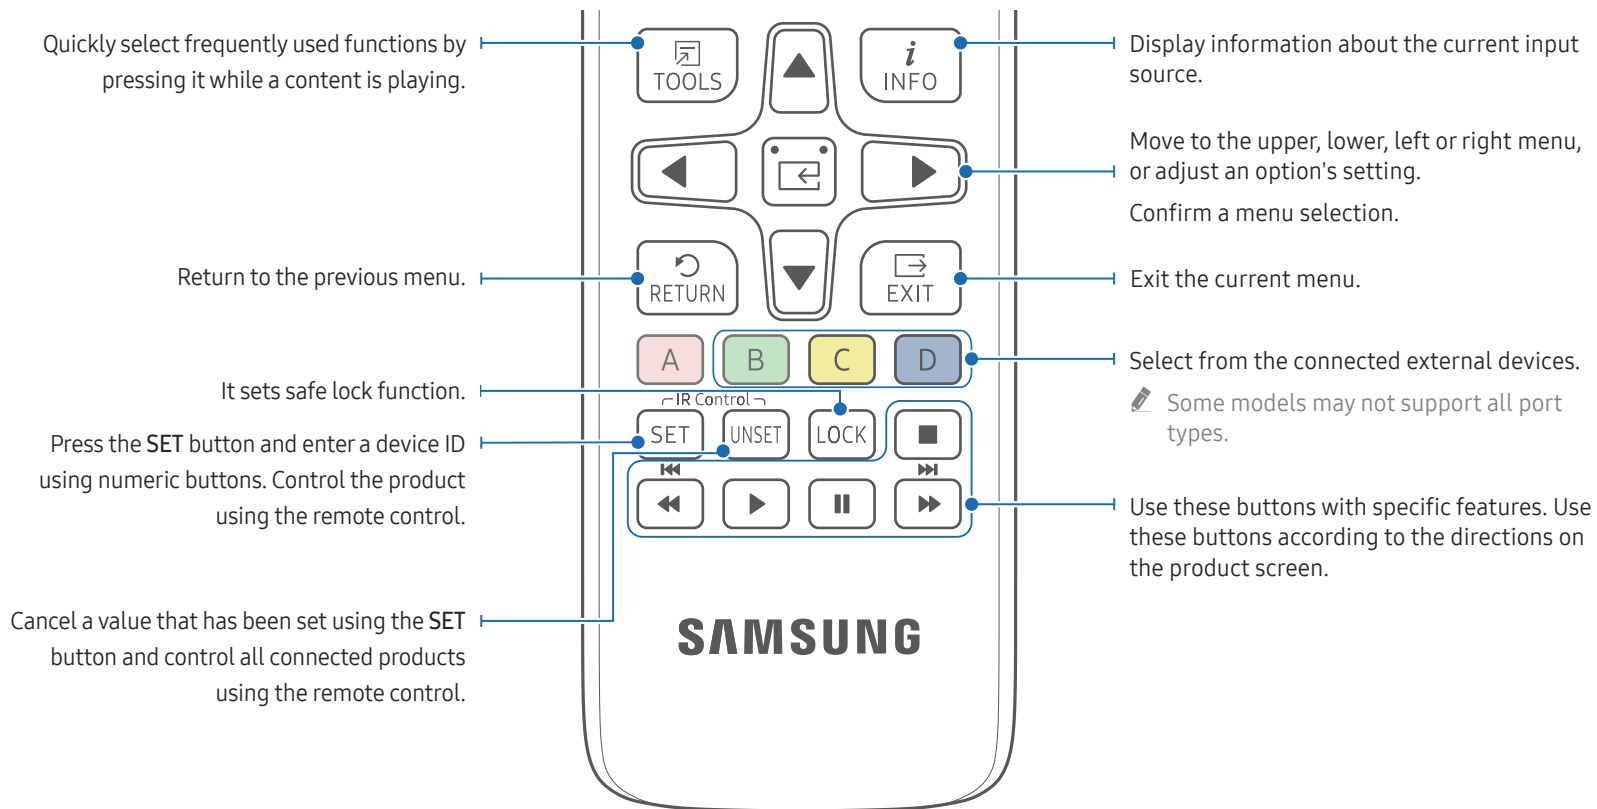 Quickly select frequently used functions by
pressing it while a content is playing.
TOOLS
i
INFO
Display information about the current input
source.
Move to the upper, lower, left or right menu,
or adjust an option's setting.
Confirm a menu selection.
Return to the previous menu.
RETURN
EXIT
Exit the current menu.
A
B
C
D
Select from the connected external devices.
Some models may not support all port
types.
It sets safe lock function.
IR Control
SET
UNSET
LOCK
Press the SET button and enter a device ID
using numeric buttons. Control the product
using the remote control.
Use these buttons with specific features. Use
these buttons according to the directions on
the product screen.
Cancel a value that has been set using the SET
button and control all connected products
using the remote control.
SAMSUNG